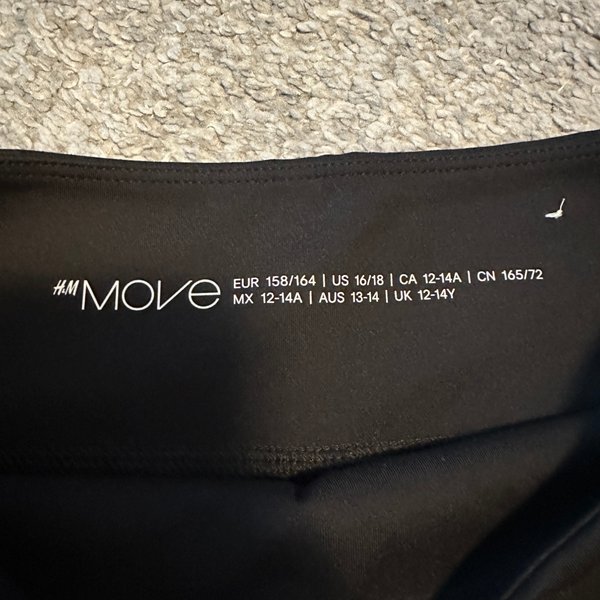 H&M MOVE
EUR 158/164 | US 16/18 | CA 12-14A | CN 165/72
MX 12-14A | AUS 13-14 | UK 12-14Y